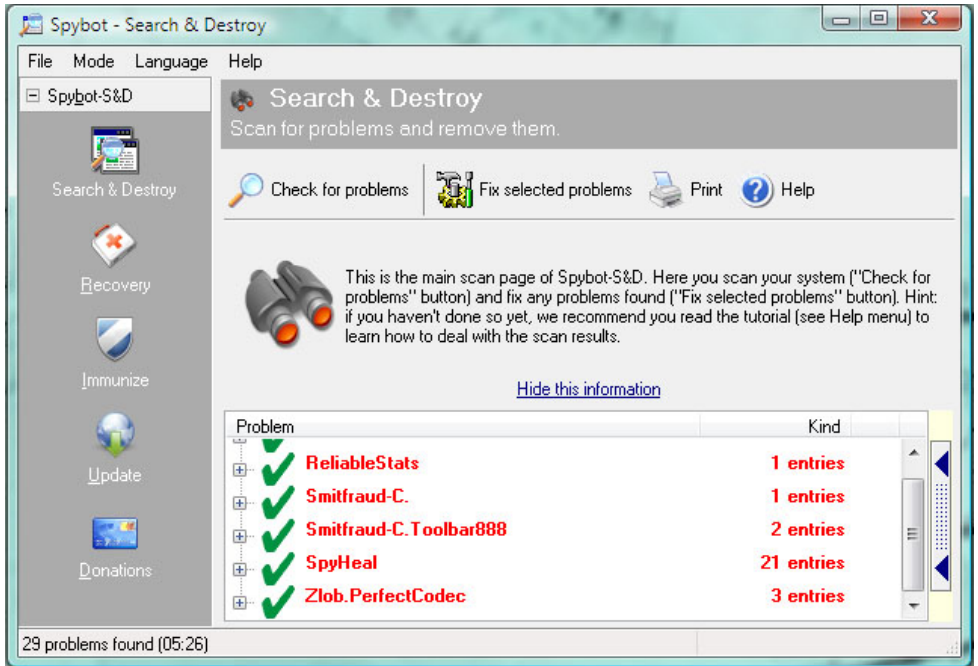 Spybot - Search & Destroy
File Mode Language Help
Spybot-S&D
Search & Destroy
Recovery
Immunize
Update
Donations
Search & Destroy
Scan for problems and remove them.
Check for problems Fix selected problems Print Help
This is the main scan page of Spybot-S&D. Here you scan your system ("Check for
problems" button) and fix any problems found ("Fix selected problems" button). Hint:
if you haven't done so yet, we recommend you read the tutorial (see Help menu) to
learn how to deal with the scan results.
Hide this information
Problem Kind
ReliableStats 1 entries
Smitfraud-C. 1 entries
Smitfraud-C.Toolbar888 2 entries
SpyHeal 21 entries
Zlob.PerfectCodec 3 entries
29 problems found (05:26)